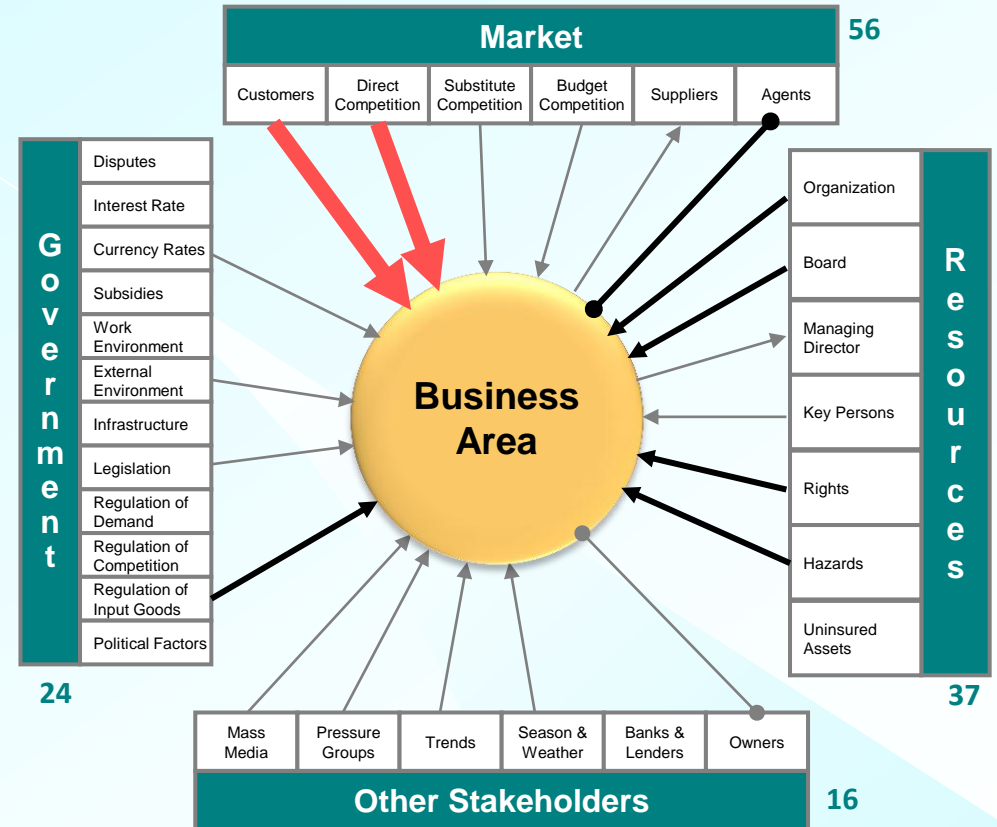 Market
56
Customers
Direct
Competition
Substitute
Competition
Budget
Competition
Suppliers
Agents
Government
Disputes
Interest Rate
Currency Rates
Subsidies
Work
Environment
External
Environment
Infrastructure
Legislation
Regulation of
Demand
Regulation of
Competition
Regulation of
Input Goods
Political Factors
24
Business
Area
Organization
Board
Managing
Director
Key Persons
Rights
Hazards
Uninsured
Assets
Resources
37
Mass
Media
Pressure
Groups
Trends
Season &
Weather
Banks &
Lenders
Owners
Other Stakeholders
16